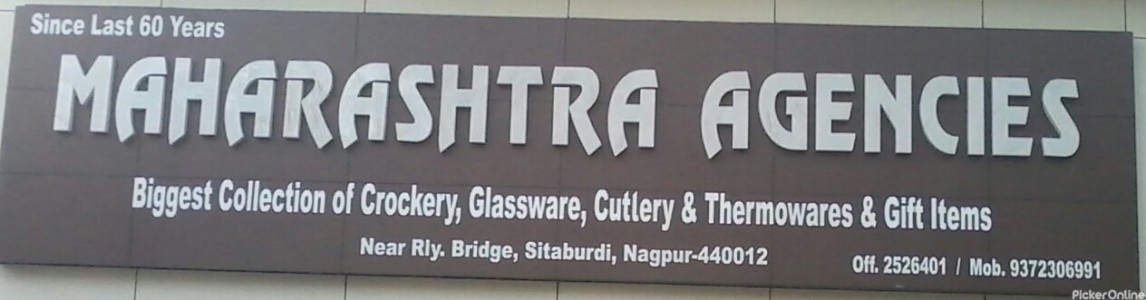 Since Last 60 Years
MAHARASHTRA AGENCIES
Biggest Collection of Crockery, Glassware, Cutlery & Thermowares & Gift Items
Near Rly. Bridge, Sitaburdi, Nagpur-440012
Off. 2526401 / Mob. 9372306991
PickerOnline